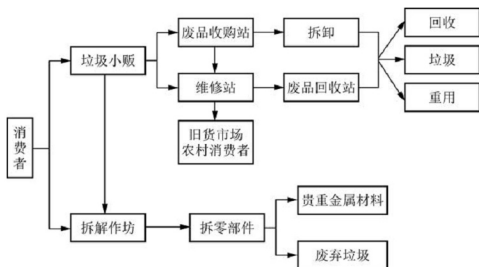 废品收购站
拆卸
回收
垃圾小贩
垃圾
维修站
废品回收站
重用
消费者
旧货市场
农村消费者
贵重金属材料
拆解作坊
拆零部件
废弃垃圾